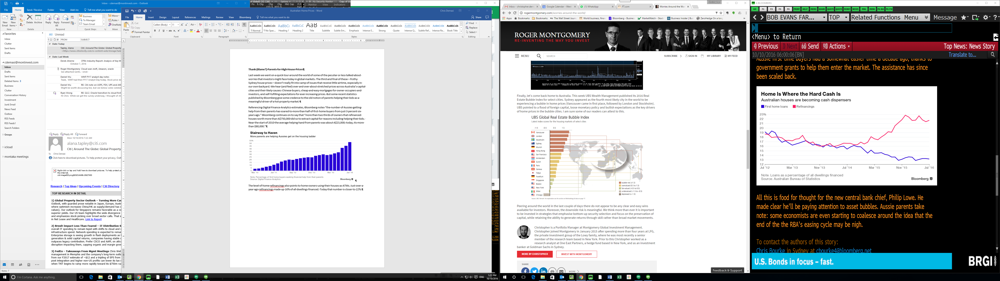 Inbox - cdemasi@montinvest.com - Outlook
File Home Send / Receive Folder View Add-ins Tell me what you want to do
New Email
New Items
Delete Archive
Reply Reply All Forward
Business
To Manager
Team Email
Move
Rules
OneNote
New Delete Respond Quick Steps Move
Favorites
Inbox
Clutter
Sent Items
Drafts
cdemasi@montinvest.com
Inbox
Drafts
Sent Items
Deleted Items 3
Business
Clutter
Conversation History
Investment
Junk Email
News Feed
Outbox
RSS Feeds
RSS Feeds1
Search Folders
Groups
icloud
montaka meetings
Items: 7
All Unread
FROM SUBJECT
Date: Today
Tapley, Alana Citi | Around The Globe: Global Property
Date: Last Week
Derek Aherne CFRA Industry Report: Analysis of Key M
October 7, 2016
Roger Montgomery Cloud wars msft, Amazon, oracle
See attached Gents. <end>
Daniel Wu WMT FY17 analyst day notes
Team, WMT had their FY17 Analyst Day today. Stock price do
Daniel Wu RE: Citi note on USPS, FDX, UPS and AM
Might be worth discussing live, but see below some commen
Ryan Wong RE: GLG | Oracle transition to cloud first
Hi Chris While we get the survey underway, I thought of ch
Reply Reply All Forward
Mon 10/10/2016 7:22 AM
alana.tapley@citi.com
Citi | Around The Globe: Global Property
To Chris Demasi
Click here to download pictures. To help protect your privacy, Outl
Right-click or tap and hold here to download pictures. To help protect y
the Internet.
cid:image003.png@01D1AA86.15627A50
Research | Top Ideas | Upcoming Events | Citi Directory
TOP RESEARCH IN DETAIL
1) Global Property Sector Outlook – Turning More Cau
Outlook, with guarded prose notable in Japan, Europe, Austr
where optimism increases China/HK as supply/demand has c
values). Our outlook for Singapore remains favorable as a co
superior yields. Our US team highlights the wide divergence
and emphasizes stock-picking over broad sector calls. That s
in Net Lease and Healthcare. Link to Report
2) Brexit Impact Less Than Feared – IT Distribution S
overall IT spending to remain tepid with shifts to cloud and s
infrastructure spend. Network spending is expected to remai
Enterprise storage is seeing growth in flash deployments as t
generation & solid capital returns, companies having stable c
outpaces legacy contribution. Prefer CSCO and AAPL on attra
disruption impacting them, capping organic and margin grow
3) FedEx – Takeaways From Mgmt Meetings Chris Wet
management in Memphis and the company's long-term outlo
from our F2017 estimate of ~$12 and a tripling of EPS from
post integration and higher non-US profits can lower its tax r
when TNT begins to ramp more rapidly toward its $750m ru
I'm Cortana. Ask me anything.
Australian Home Prices - Word
Chris Demasi
File Home Insert Design Layout References Mailings Review View Bloomberg Tell me what you want to do
Share
Paste
Cut
Copy
Format Painter
Calibri (Body) 11
Normal No Spac... Heading 1 Heading 2 Title Subtitle Subtle Em... Emphasis Intense E... Strong Quote Intense Q... Subtle Ref... Intense Re... Book Title
Find
Replace
Select
Clipboard Font Paragraph Styles Editing
Thank (Blame?) Parents for High House Prices¶
Last week we went on a quick tour around the world of some of the peculiar or less talked about
worries that investors might face today in global markets. The third and final of these—frothy
Sydney house prices—doesn't really fit into camp of issues that receive little airtime, especially in
our own backyard. We hear (and feel) over and over about stretched prices across Australia's capital
cities and their likely causes: Chinese buyers, cheap and easy mortgages for owner-occupiers and
investors, and self-fulfilling expectations for ever increasing prices. But some recent statistics
published by Bloomberg give some credence to the old notion of parents helping their kids as a
meaningful driver of a hot property market.¶
Referencing Digital Finance Analytics estimates, Bloomberg notes "the number of Aussies getting
help from their parents has soared to more than half of first-home buyers from just 3 percent six
years ago." Bloomberg continues on to say that "more than two thirds of owners that refinanced
houses worth more than A$750,000 did so to extract capital for reasons including helping their kids.
Near the start of 2010 the average helping hand from parents was about A$23,000; today, its more
than $80,000."¶
Stairway to Haven
More parents are helping Aussies get on the housing ladder
55%
50
45
40
35
30
25
20
15
10
5
0
Mar '10 Jun '11 Sep '12 Dec '13 Mar '15 Jun '16
Note: Percentage of first home buyers seeking financial help from their parents
Source: Digital Finance Analytics
Bloomberg
¶
The level of home refinancings also points to home owners using their houses as ATMs. Just over a
year ago refinancings made up 16% of all dwellings financed. Today that number is closer to 22%.¶
ENG
1:22 PM
10/10/2016
Inbox - christopher.dem
Google Calendar - Week
(1) WhatsApp
FT.com
Worries Around the Wor
Christopher
rogermontgomery.com/worries-around-the-world/
Apps Bookmarks Bookmarks The Wall Street Journ World business, finan Bloomberg - Business MarketWatch - Stock Business Insider | Bus ZeroHedge On a long
ROGER MONTGOMERY
RE-INVENTING THE WAY YOU INVEST
MENU SEARCH SUBSCRIBE SIGN IN MY LIBRARY MY FEED
Finally, let's come back home to Australia. This week UBS Wealth Management published its 2016 Real
Estate Bubble Index for select cities. Sydney appeared as the fourth most likely city in the world to be
experiencing a bubble in home prices (Vancouver came in first place, followed by London and Stockholm).
UBS pointed to a flood of foreign capital, loose monetary policy and bullish expectations as the key drivers
of home prices in the bubble cities. I am sure some of our readers can attest to this.
UBS Global Real Estate Bubble Index
Latest index scores for the housing markets of select cities
-1.5 -0.5 0.5 1.5
Vancouver
London
Stockholm
Sydney
Munich
Hong Kong
San Francisco
Amsterdam
Zurich
Paris
Geneva
Tokyo
Frankfurt
Singapore
Boston
New York
Milan
Chicago
bubble risk (>1.5)
overvalued (0.5 to 1.5)
fair-valued (-0.5 to 0.5)
undervalued (-1.5 to -0.5)
depressed (<-1.5)
Peering around the world in the last couple of days there do not appear to be any clear and easy wins
available for investors. Moreover, the downside risk is meaningful. We think more than ever it is important
to be invested in strategies that emphasise bottom-up security selection and focus on the preservation of
capital, while retaining the ability to generate returns through skill rather than broad market movements.
Christopher is a Portfolio Manager at Montgomery Global Investment Management.
Christopher joined Montgomery in January 2015 after spending more than four years at LFG,
the private investment group of the Lowy family, where he was most recently a senior
member of the research team based in New York. Prior to this Christopher worked as a
research analyst at One East Partners, a hedge fund based in New York, and as an investment
banker at Goldman Sachs in Sydney.
MORE BY CHRISTOPHER INVEST WITH MONTGOMERY
SHARE
MORE
Feedback & Support
4-BLOOMBERG
GO F1 F2 F3 F4 PRINT HELP MEMO SEARC QUOTE QUOTE MONIT NEWS MSG MENU PG BA PG FW
BOB EVANS FAR... TOP Related Functions Menu Message
<Menu> to Return
4) Previous 3) Next 66) Send 98) Actions Top News: News Story
10/10/2016 06:00:06 [BN] Translate to...
Aussie first-time buyers had a somewhat easier time a decade ago, thanks to
government grants to help them enter the market. The assistance has since
been scaled back.
Home Is Where the Hard Cash Is
Australian houses are becoming cash dispensers
First home loans Refinancings
23%
22
21
20
19
18
17
16
15
14
13
12
Jul '12 Mar '13 Nov '13 Jul '14 Mar '15 Nov '15 Jul '16
Note: Loans as a percentage of all dwellings financed
Source: Australian Bureau of Statistics
Bloomberg
All this is food for thought for the new central bank chief, Philip Lowe. He
made clear he'll be paying attention to asset bubbles. Aussie parents take
note: some economists are even starting to coalesce around the idea that the
end of the the RBA's easing cycle may be nigh.
To contact the authors of this story:
Chris Bourke in Sydney at cbourke4@bloomberg.net
U.S. Bonds in focus – fast.
BRGI
1:22 PM
10/10/2016